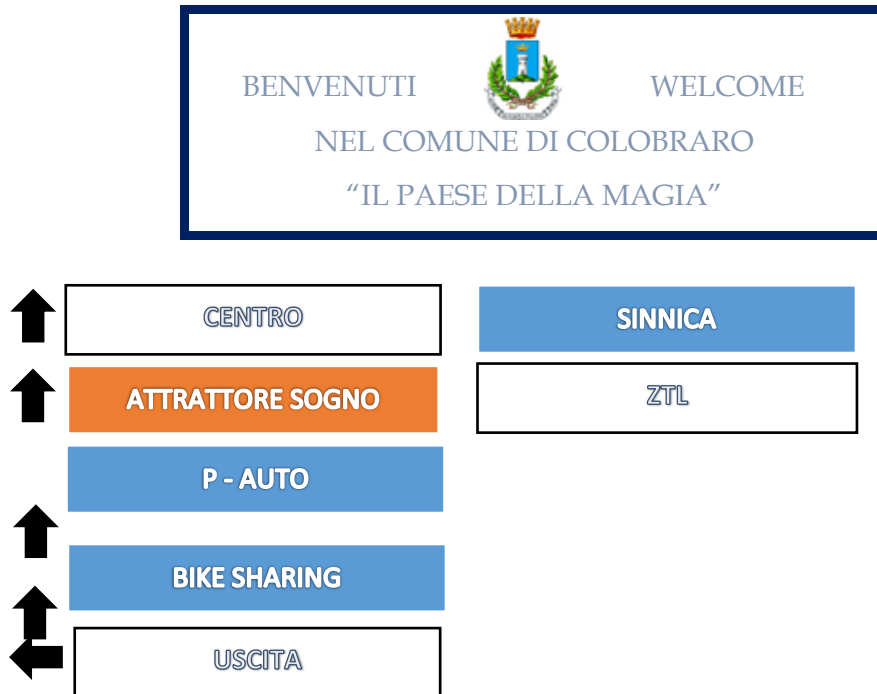 BENVENUTI WELCOME
NEL COMUNE DI COLOBRARO
“IL PAESE DELLA MAGIA”
CENTRO
ATTRATTORE SOGNO
P - AUTO
BIKE SHARING
USCITA
SINNICA
ZTL